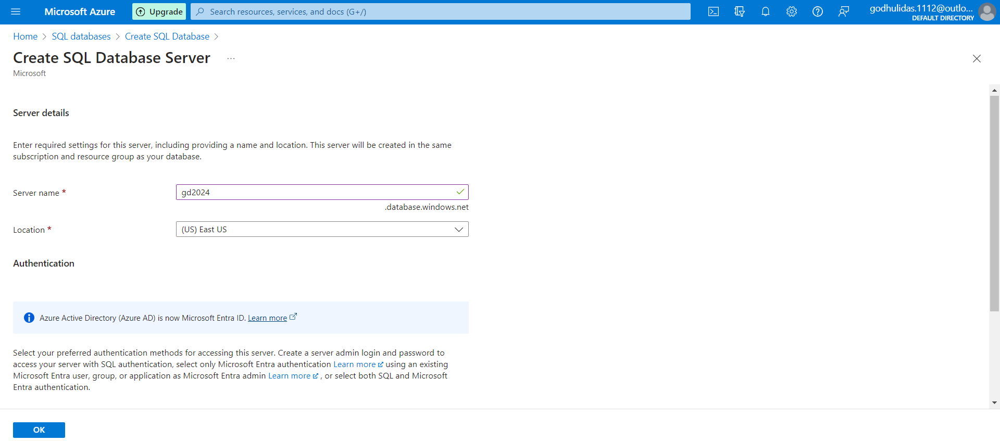 Microsoft Azure
Upgrade
Search resources, services, and docs (G+/)
godhulidas.1112@outlo...
DEFAULT DIRECTORY
Home > SQL databases > Create SQL Database >
Create SQL Database Server ...
Microsoft
Server details
Enter required settings for this server, including providing a name and location. This server will be created in the same
subscription and resource group as your database.
Server name *
gd2024
.database.windows.net
Location *
(US) East US
Authentication
Azure Active Directory (Azure AD) is now Microsoft Entra ID. Learn more
Select your preferred authentication methods for accessing this server. Create a server admin login and password to
access your server with SQL authentication, select only Microsoft Entra authentication Learn more using an existing
Microsoft Entra user, group, or application as Microsoft Entra admin Learn more , or select both SQL and Microsoft
Entra authentication.
OK